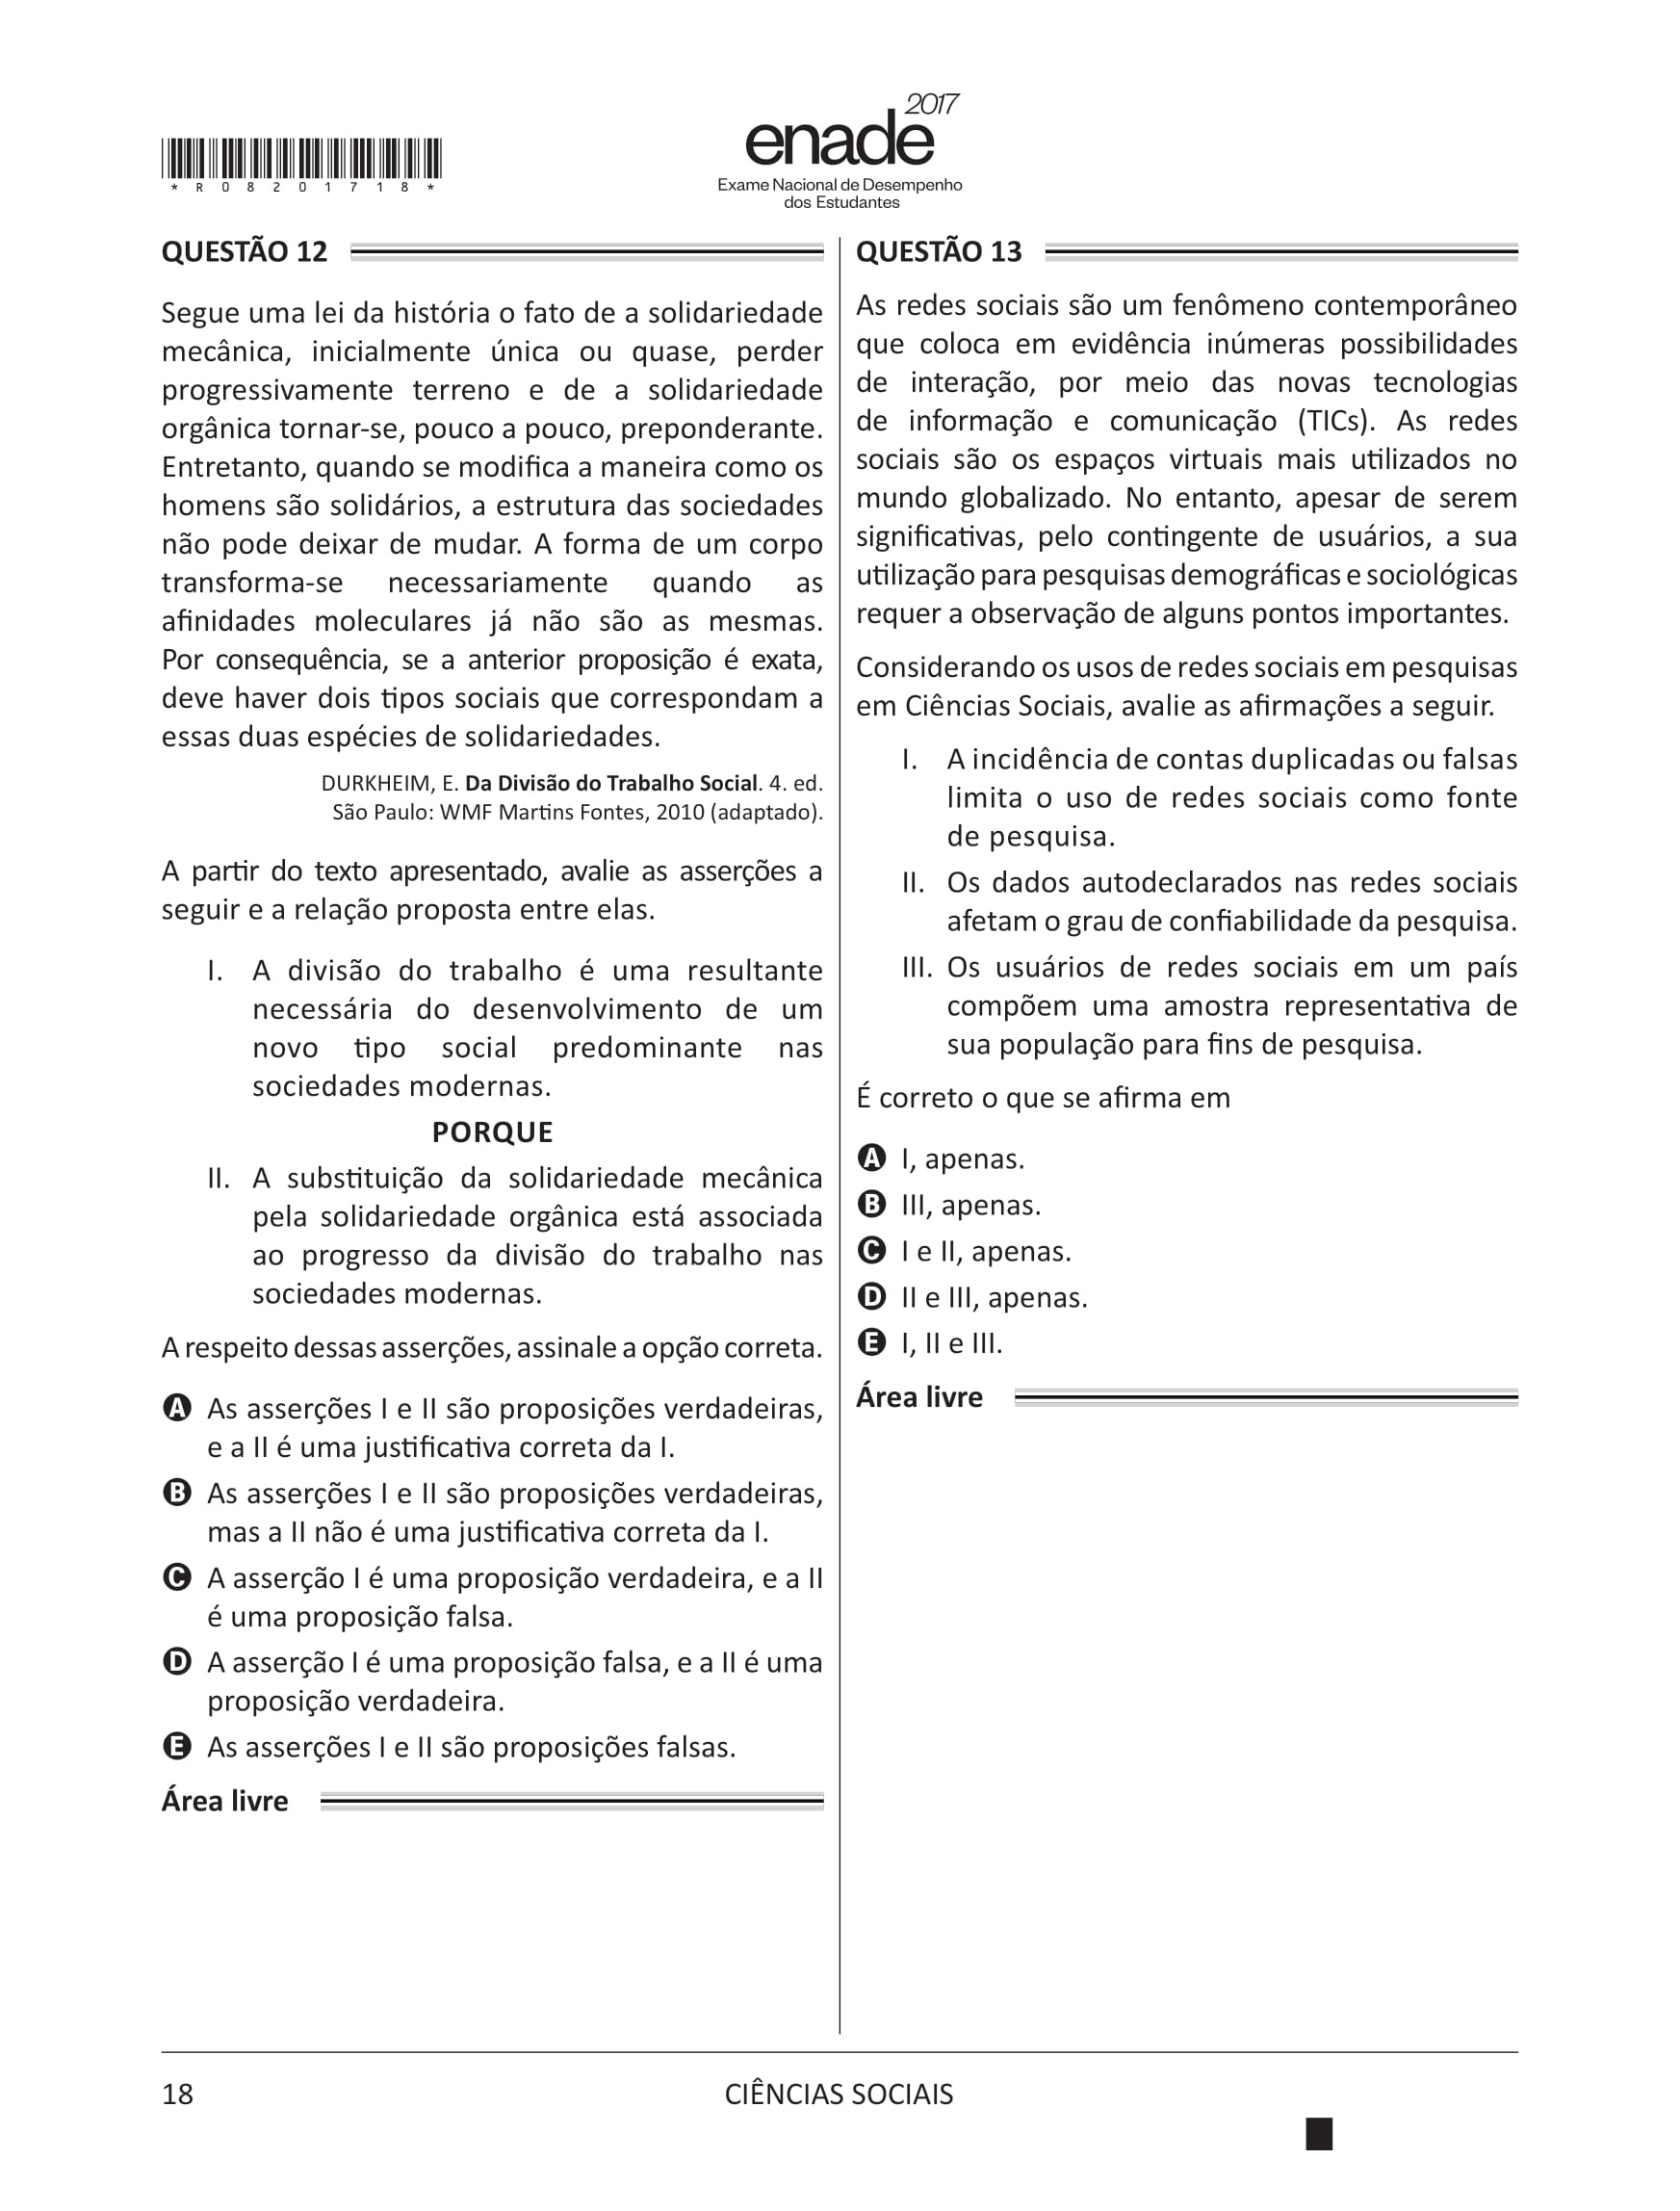 *R08201718*
2017
enade
Exame Nacional de Desempenho
dos Estudantes
QUESTÃO 12
Segue uma lei da história o fato de a solidariedade
mecânica, inicialmente única ou quase, perder
progressivamente terreno e de a solidariedade
orgânica tornar-se, pouco a pouco, preponderante.
Entretanto, quando se modifica a maneira como os
homens são solidários, a estrutura das sociedades
não pode deixar de mudar. A forma de um corpo
transforma-se necessariamente quando as
afinidades moleculares já não são as mesmas.
Por consequência, se a anterior proposição é exata,
deve haver dois tipos sociais que correspondam a
essas duas espécies de solidariedades.
DURKHEIM, E. Da Divisão do Trabalho Social. 4. ed.
São Paulo: WMF Martins Fontes, 2010 (adaptado).
A partir do texto apresentado, avalie as asserções a
seguir e a relação proposta entre elas.
I. A divisão do trabalho é uma resultante
necessária do desenvolvimento de um
novo tipo social predominante nas
sociedades modernas.
PORQUE
II. A substituição da solidariedade mecânica
pela solidariedade orgânica está associada
ao progresso da divisão do trabalho nas
sociedades modernas.
A respeito dessas asserções, assinale a opção correta.
A As asserções I e II são proposições verdadeiras,
e a II é uma justificativa correta da I.
B As asserções I e II são proposições verdadeiras,
mas a II não é uma justificativa correta da I.
C A asserção I é uma proposição verdadeira, e a II
é uma proposição falsa.
D A asserção I é uma proposição falsa, e a II é uma
proposição verdadeira.
E As asserções I e II são proposições falsas.
Área livre
QUESTÃO 13
As redes sociais são um fenômeno contemporâneo
que coloca em evidência inúmeras possibilidades
de interação, por meio das novas tecnologias
de informação e comunicação (TICs). As redes
sociais são os espaços virtuais mais utilizados no
mundo globalizado. No entanto, apesar de serem
significativas, pelo contingente de usuários, a sua
utilização para pesquisas demográficas e sociológicas
requer a observação de alguns pontos importantes.
Considerando os usos de redes sociais em pesquisas
em Ciências Sociais, avalie as afirmações a seguir.
I. A incidência de contas duplicadas ou falsas
limita o uso de redes sociais como fonte
de pesquisa.
II. Os dados autodeclarados nas redes sociais
afetam o grau de confiabilidade da pesquisa.
III. Os usuários de redes sociais em um país
compõem uma amostra representativa de
sua população para fins de pesquisa.
É correto o que se afirma em
A I, apenas.
B III, apenas.
C I e II, apenas.
D II e III, apenas.
E I, II e III.
Área livre
18
CIÊNCIAS SOCIAIS